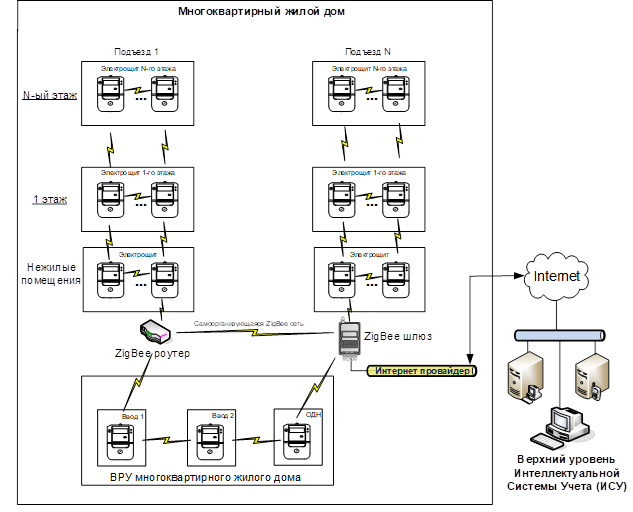 Многоквартирный жилой дом
Подъезд 1
Подъезд N
Электрощит N-го этажа
Электрощит N-го этажа
N-ый этаж
...
...
Электрощит 1-го этажа
Электрощит 1-го этажа
1 этаж
...
...
Электрощит
Электрощит
Нежилые
помещения
...
...
Internet
Самоорганизующаяся ZigBee сеть
ZigBee роутер
ZigBee шлюз
Интернет провайдер
Ввод 1
Ввод 2
ОДН
ВРУ многоквартирного жилого дома
Верхний уровень
Интеллектуальной
Системы Учета (ИСУ)